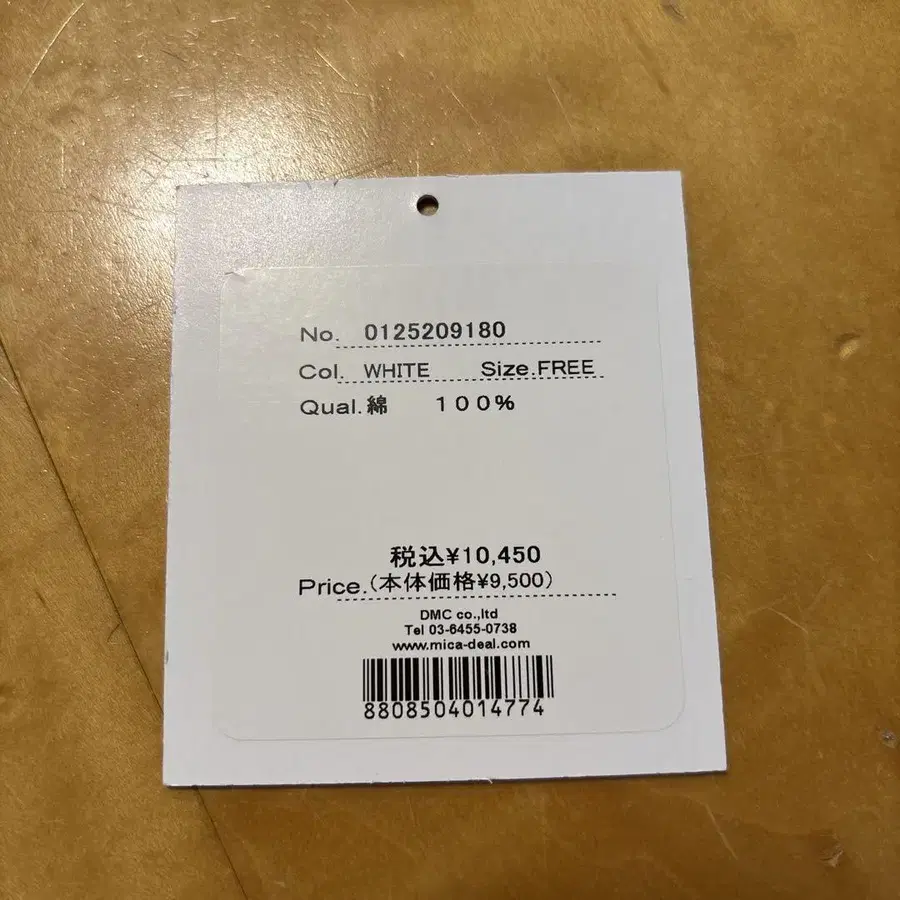 No. 0125209180
Col. WHITE Size.FREE
Qual.綿 100%
税込¥10,450
Price.(本体価格¥9,500)
DMC co.,ltd
Tel 03-6455-0738
www.mica-deal.com
8808504014774